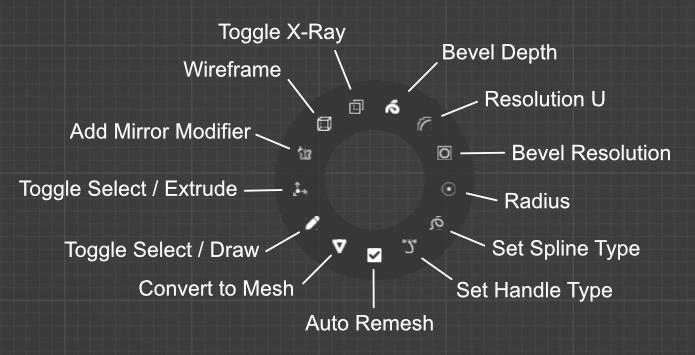 Toggle X-Ray
Bevel Depth
Wireframe
Resolution U
Add Mirror Modifier
Bevel Resolution
Toggle Select / Extrude
Radius
Toggle Select / Draw
Set Spline Type
Convert to Mesh
Set Handle Type
Auto Remesh